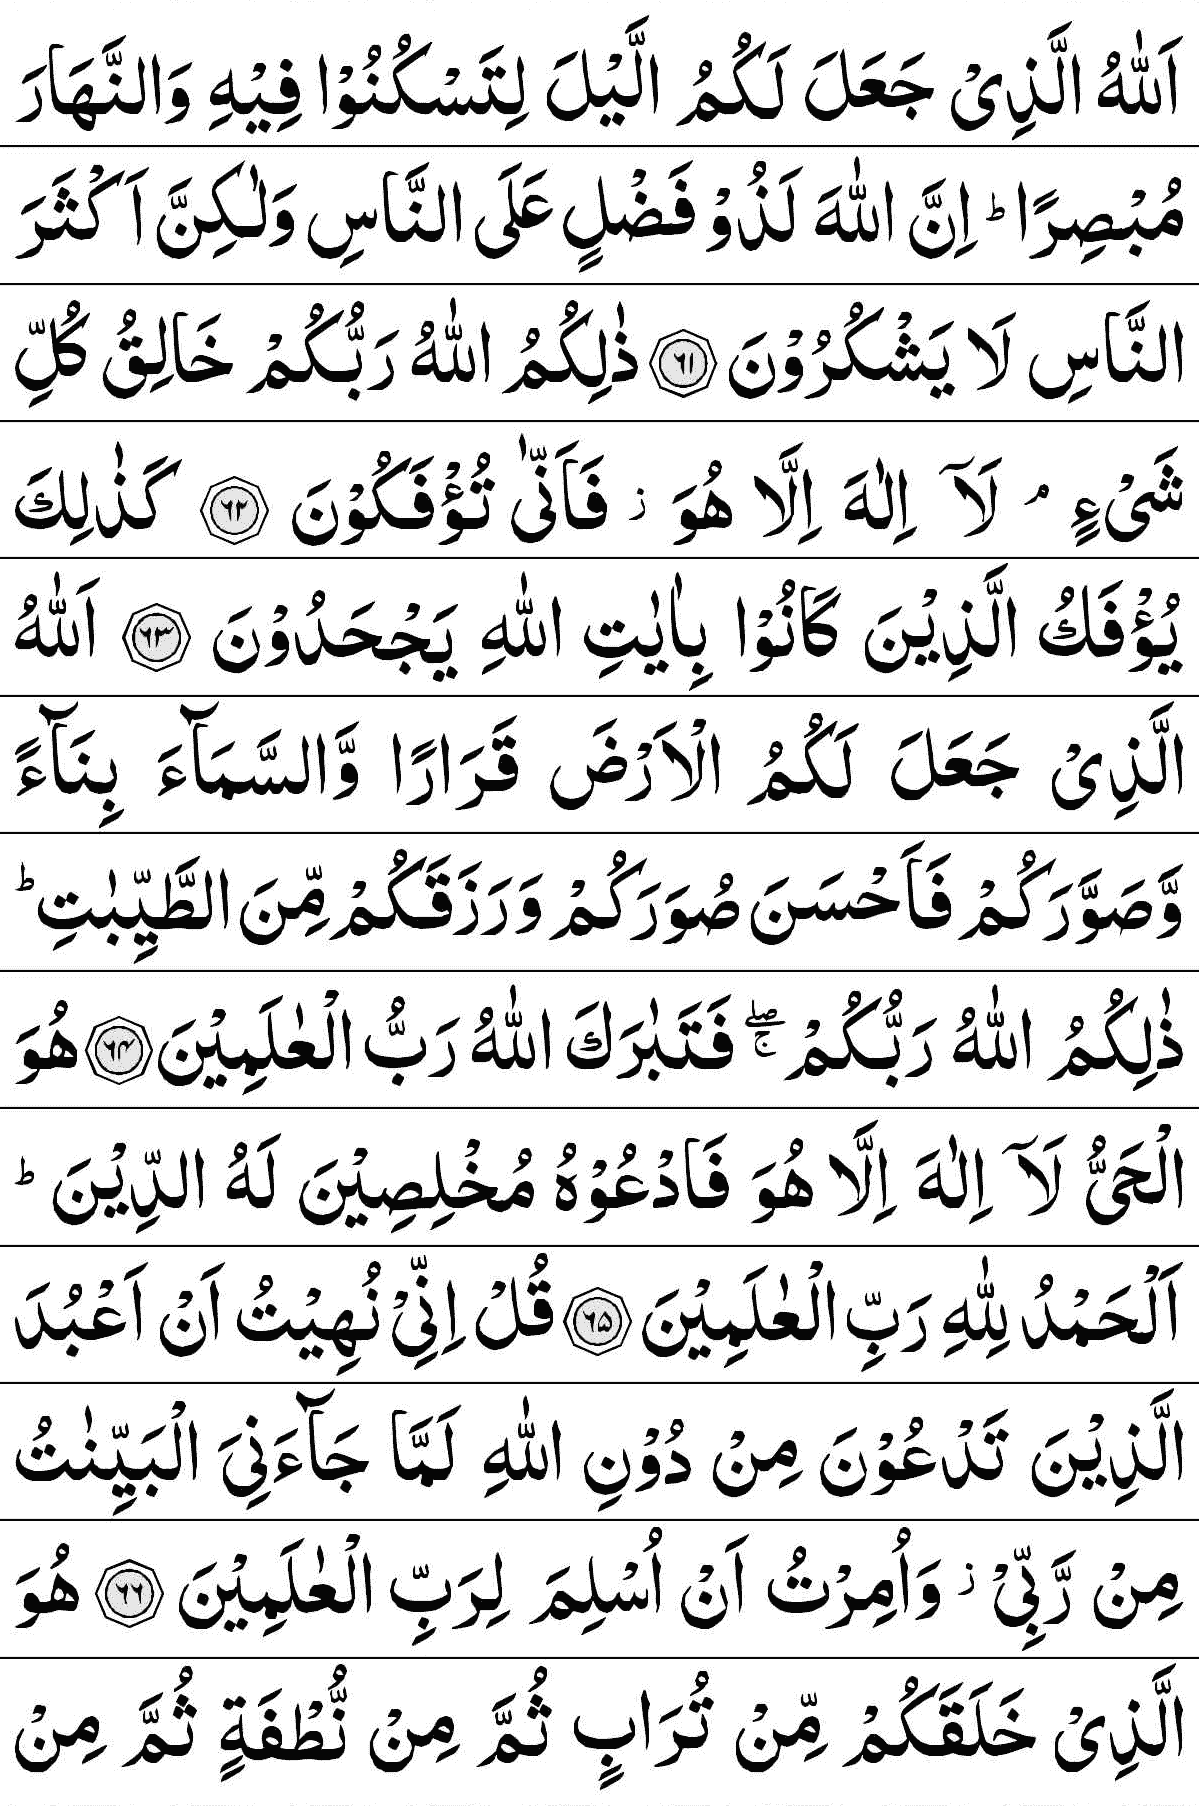 اَللّٰهُ الَّذِیْ جَعَلَ لَكُمُ الَّیْلَ لِتَسْكُنُوْا فِیْهِ وَالنَّهَارَ
مُبْصِرًا ؕ اِنَّ اللّٰهَ لَذُوْ فَضْلٍ عَلَی النَّاسِ وَلٰكِنَّ اَكْثَرَ
النَّاسِ لَا یَشْكُرُوْنَ ۝۶۱ ذٰلِكُمُ اللّٰهُ رَبُّكُمْ خَالِقُ كُلِّ
شَیْءٍ ۘ لَاۤ اِلٰهَ اِلَّا هُوَ ؗ فَاَنّٰی تُؤْفَكُوْنَ ۝۶۲ كَذٰلِكَ
یُؤْفَكُ الَّذِیْنَ كَانُوْا بِاٰیٰتِ اللّٰهِ یَجْحَدُوْنَ ۝۶۳ اَللّٰهُ
الَّذِیْ جَعَلَ لَكُمُ الْاَرْضَ قَرَارًا وَّالسَّمَآءَ بِنَآءً
وَّصَوَّرَكُمْ فَاَحْسَنَ صُوَرَكُمْ وَرَزَقَكُمْ مِّنَ الطَّیِّبٰتِ ؕ
ذٰلِكُمُ اللّٰهُ رَبُّكُمْ ۖۚ فَتَبٰرَكَ اللّٰهُ رَبُّ الْعٰلَمِیْنَ ۝۶۴ هُوَ
الْحَیُّ لَاۤ اِلٰهَ اِلَّا هُوَ فَادْعُوْهُ مُخْلِصِیْنَ لَهُ الدِّیْنَ ؕ
اَلْحَمْدُ لِلّٰهِ رَبِّ الْعٰلَمِیْنَ ۝۶۵ قُلْ اِنِّیْ نُهِیْتُ اَنْ اَعْبُدَ
الَّذِیْنَ تَدْعُوْنَ مِنْ دُوْنِ اللّٰهِ لَمَّا جَآءَنِیَ الْبَیِّنٰتُ
مِنْ رَّبِّیْ ؗ وَاُمِرْتُ اَنْ اُسْلِمَ لِرَبِّ الْعٰلَمِیْنَ ۝۶۶ هُوَ
الَّذِیْ خَلَقَكُمْ مِّنْ تُرَابٍ ثُمَّ مِنْ نُّطْفَةٍ ثُمَّ مِنْ